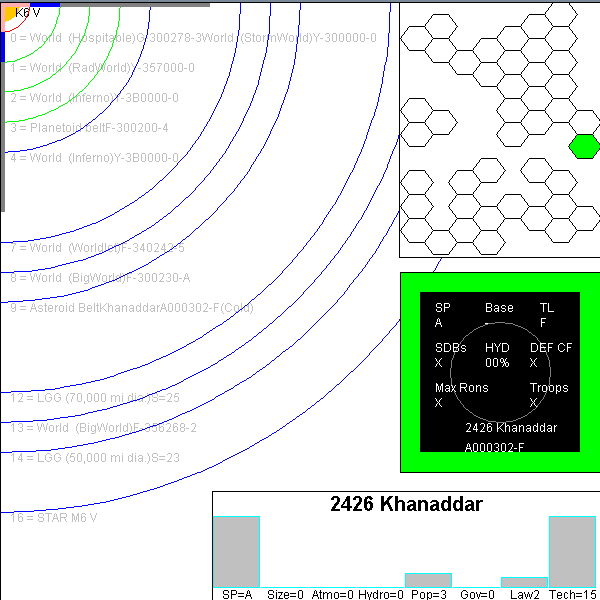 K6 V
0 = World (Hospitable)G-300278-3World (StormWorld)Y-300000-0
1 = World (RadWorld)Y-357000-0
2 = World (Inferno)Y-3B0000-0
3 = Planetoid beltF-300200-4
4 = World (Inferno)Y-3B0000-0
7 = World (Worldlet)F-340242-5
8 = World (BigWorld)F-300230-A
9 = Asteroid BeltKhanaddarA000302-F(Cold)
12 = LGG (70,000 mi dia.)S=25
13 = World (BigWorld)F-356268-2
14 = LGG (50,000 mi dia.)S=23
16 = STAR M6 V
SP Base TL
A - F
SDBs HYD DEF CF
X 00% X
Max Rons Troops
X X
2426 Khanaddar
A000302-F
2426 Khanaddar
SP=A Size=0 Atmo=0 Hydro=0 Pop=3 Gov=0 Law2 Tech=15